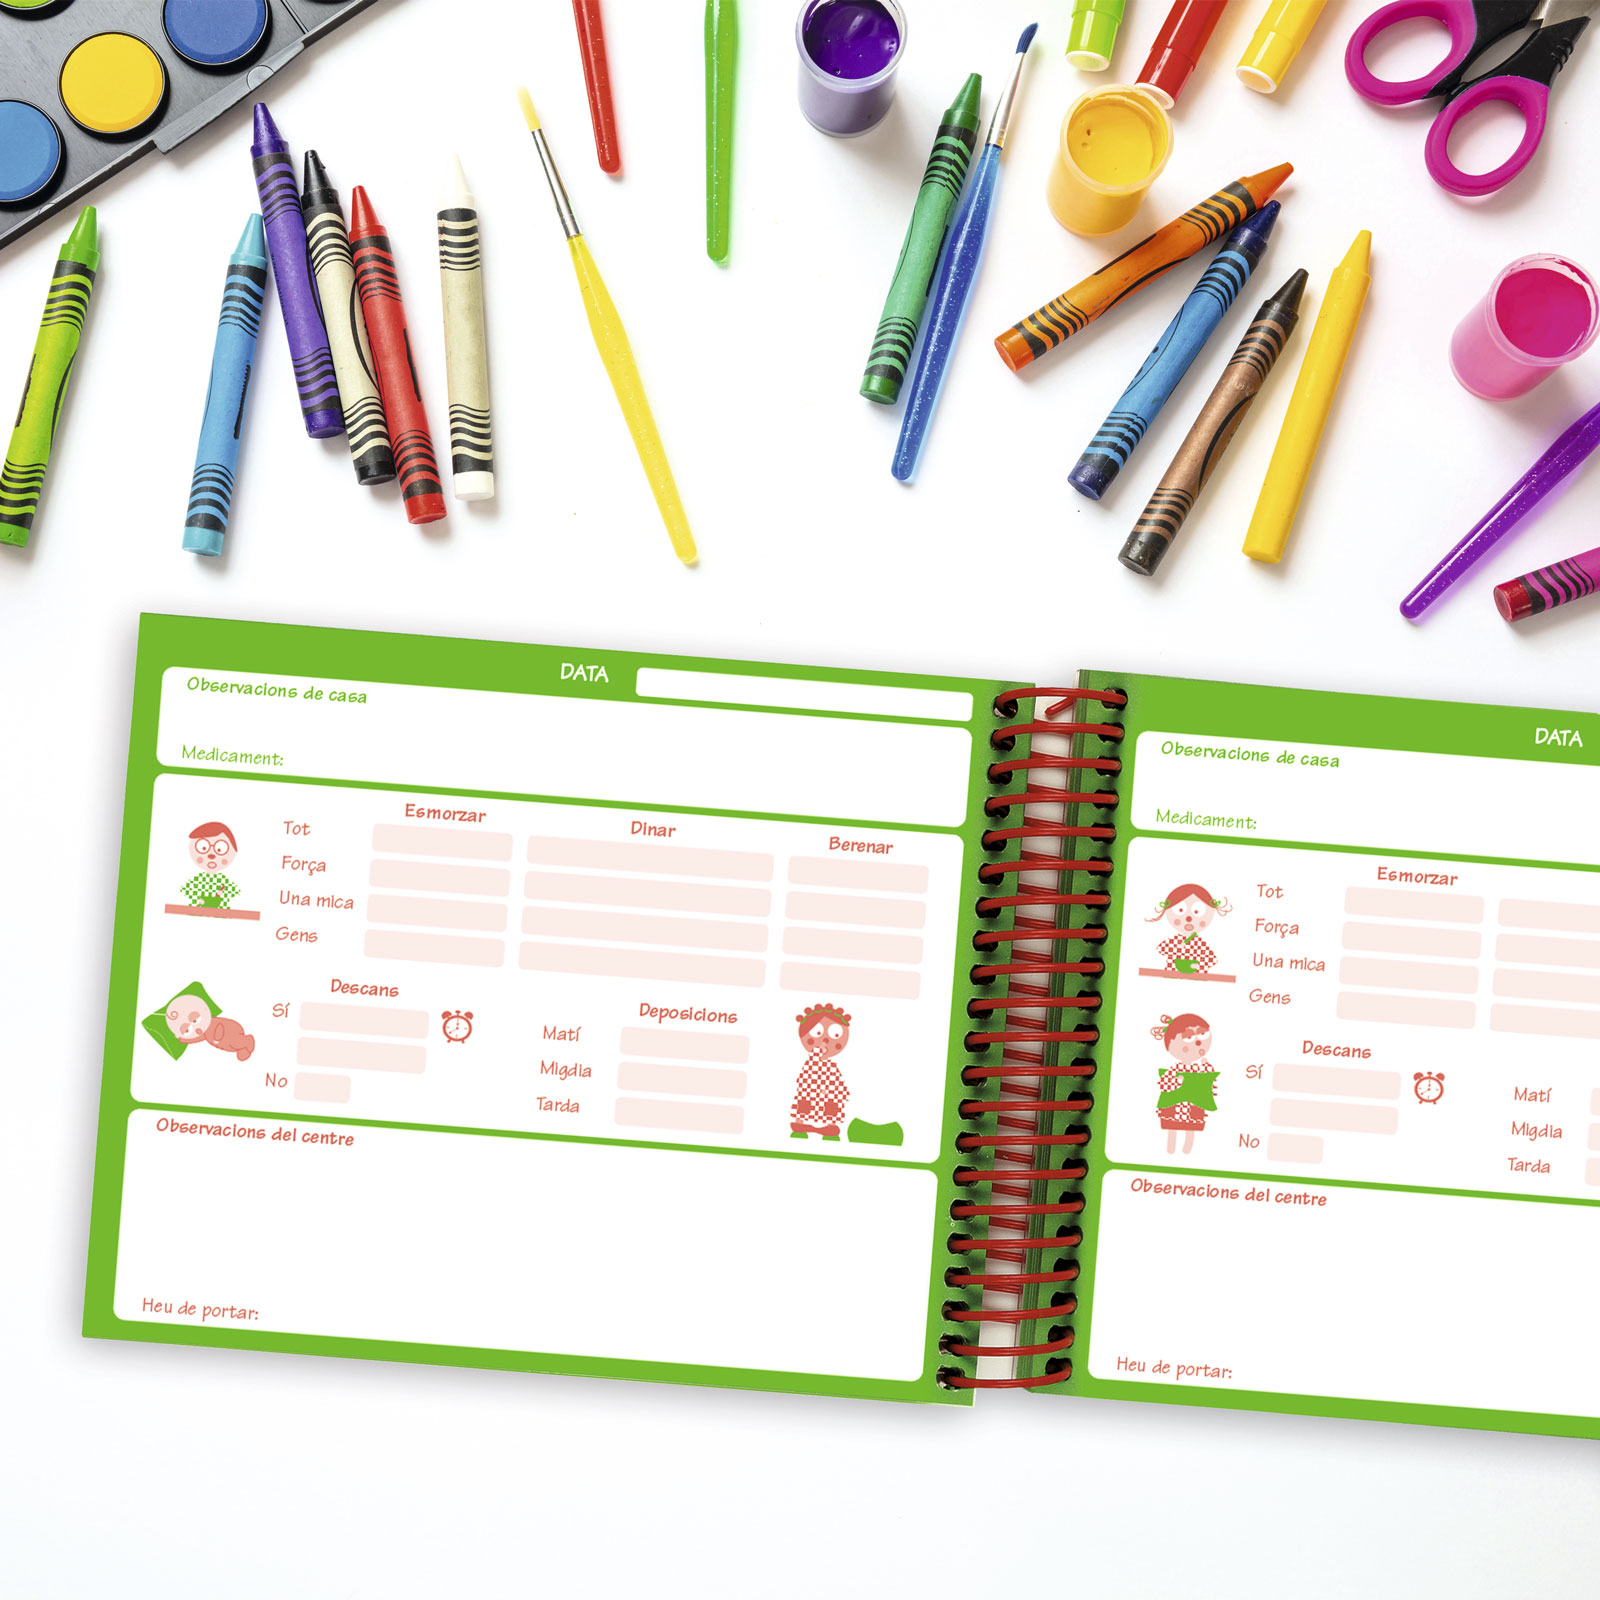 DATA
Observacions de casa
Medicament:
Esmorzar Dinar Berenar
Tot
Força
Una mica
Gens
Descans
Sí
No
Deposicions
Matí
Migdia
Tarda
Observacions del centre
Heu de portar:
DATA
Observacions de casa
Medicament:
Esmorzar
Tot
Força
Una mica
Gens
Descans
Sí
No
Matí
Migdia
Tarda
Observacions del centre
Heu de portar: